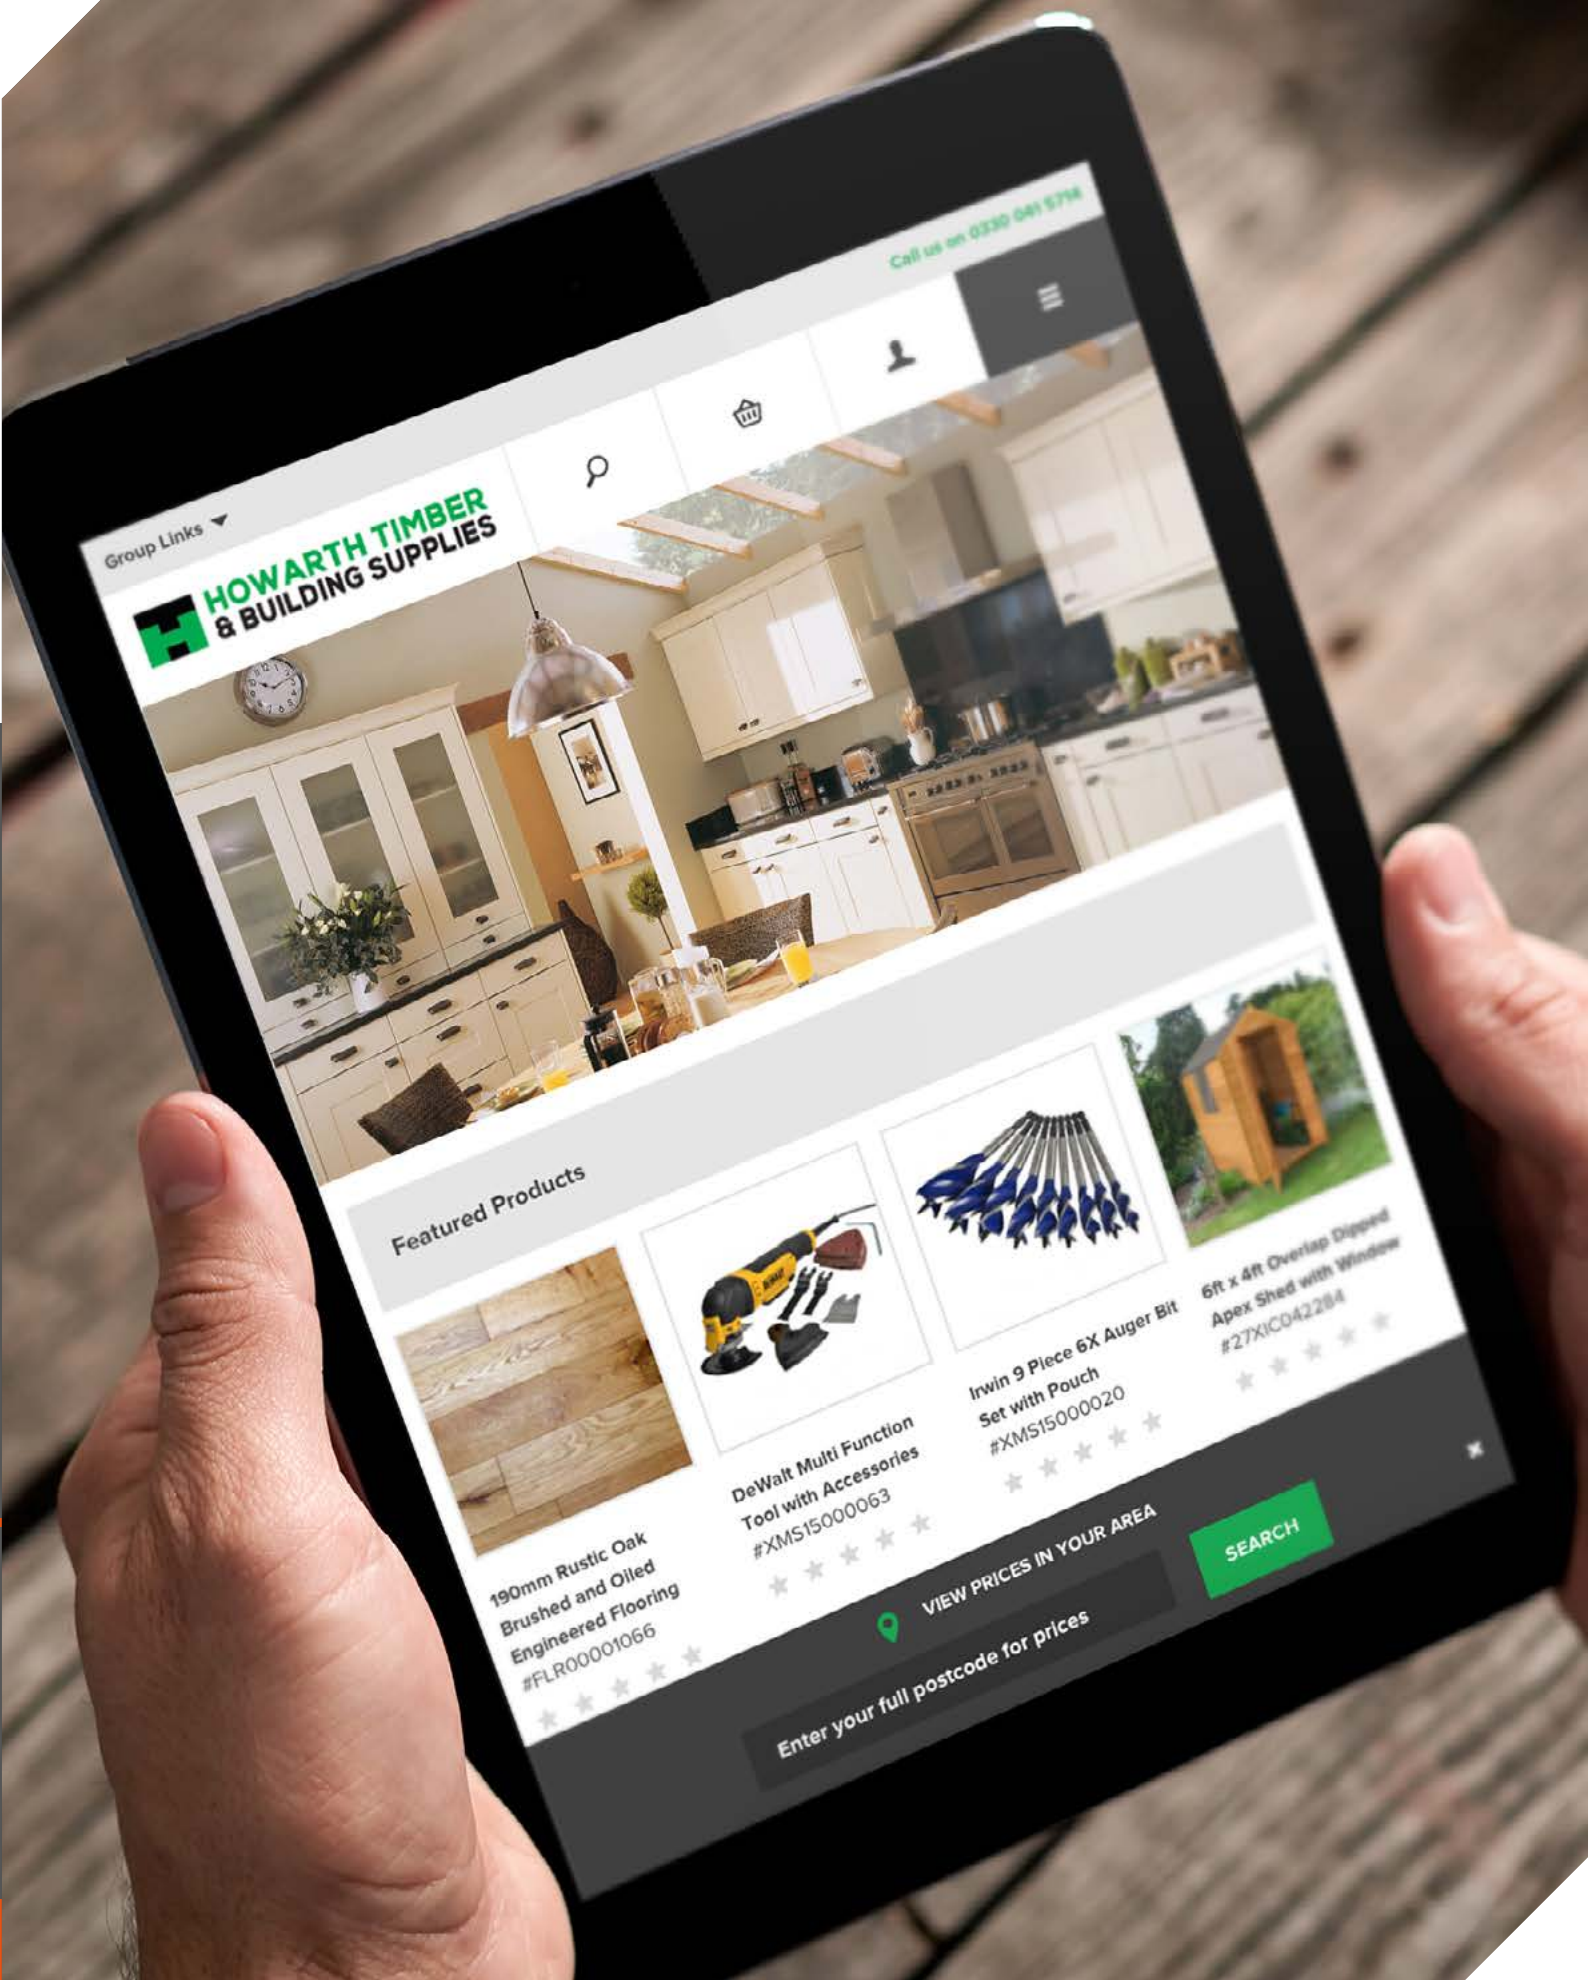 Call us on 0330 041 5714
Group Links
HOWARTH TIMBER
& BUILDING SUPPLIES
Featured Products
190mm Rustic Oak
Brushed and Oiled
Engineered Flooring
#FLR00001066
DeWalt Multi Function
Tool with Accessories
#XMS15000063
Irwin 9 Piece 6X Auger Bit
Set with Pouch
#XMS15000020
6ft x 4ft Overlap Dipped
Apex Shed with Window
#27XIC042284
VIEW PRICES IN YOUR AREA
Enter your full postcode for prices
SEARCH